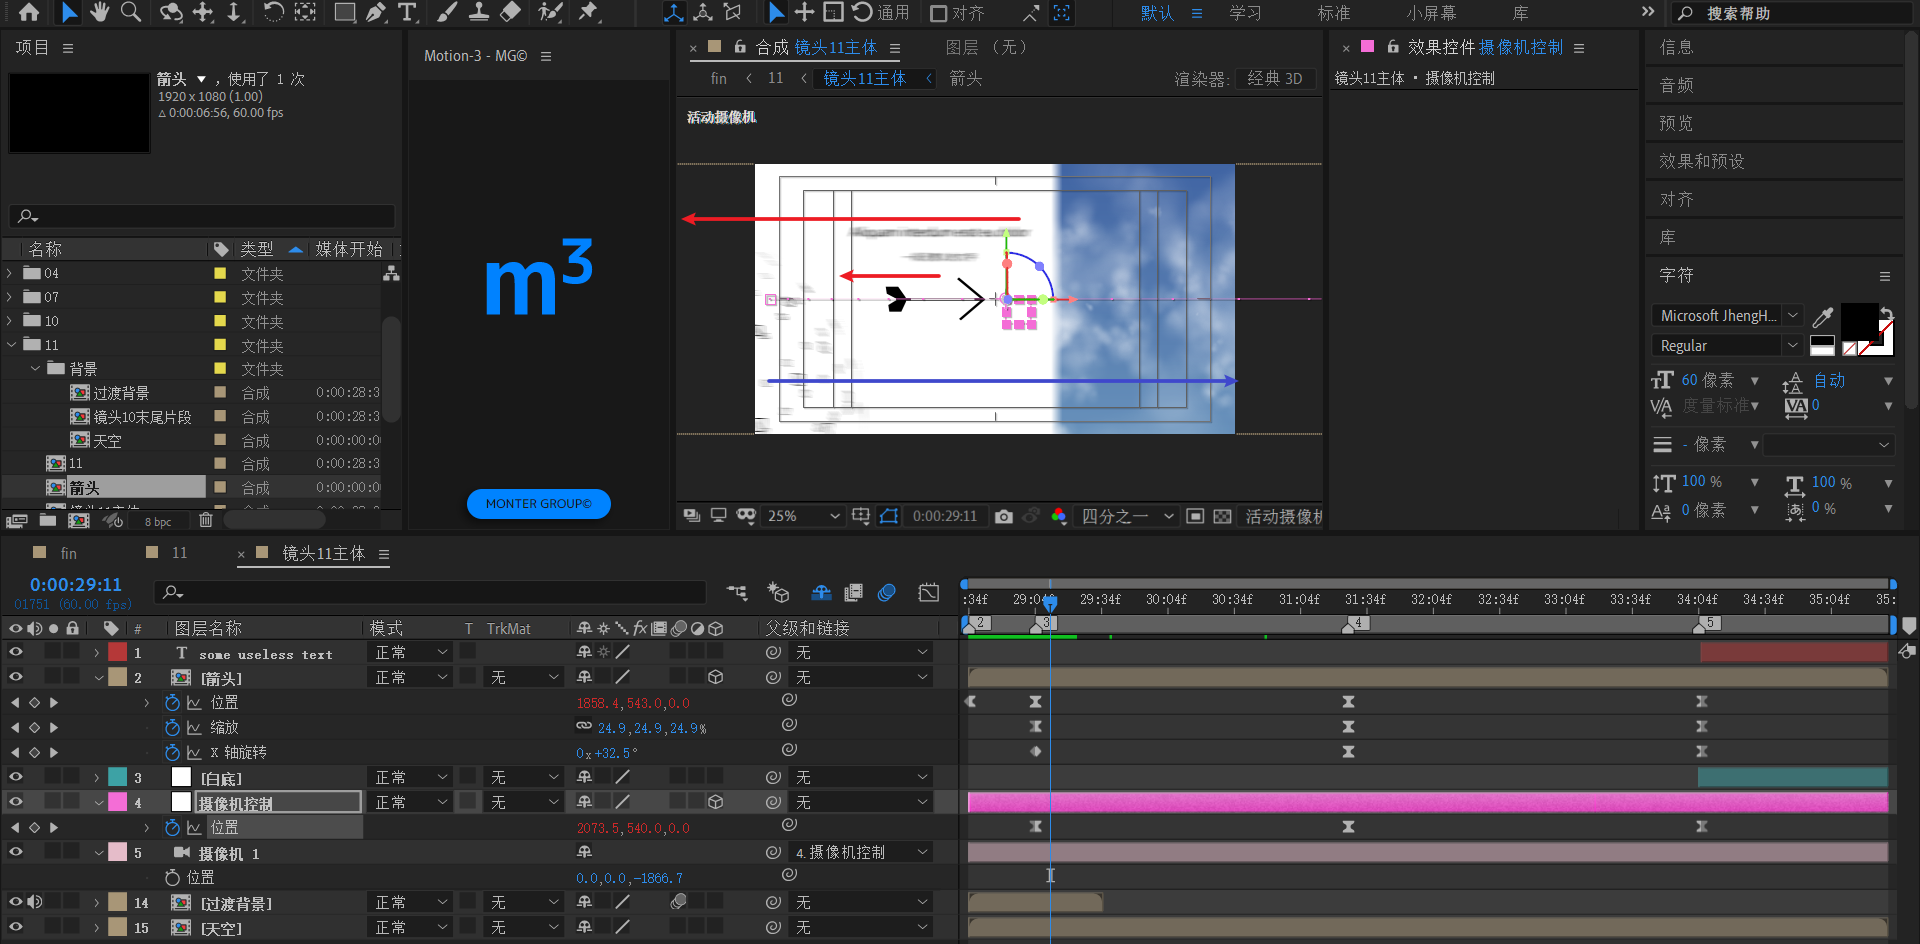 通用
对齐
默认
学习
标准
小屏幕
库
搜索帮助
项目
箭头 ，使用了 1 次
1920 x 1080 (1.00)
Δ 0:00:06:56, 60.00 fps
名称 类型 媒体开始
04 文件夹
07 文件夹
10 文件夹
11 文件夹
背景 文件夹
过渡背景 合成 0:00:28:3
镜头10末尾片段 合成 0:00:28:3
天空 合成 0:00:00:0
11 合成 0:00:28:3
箭头 合成 0:00:00:0
8 bpc
Motion-3 - MG©
m3
MONTER GROUP©
合成 镜头11主体
图层 （无）
fin 11 镜头11主体 箭头
渲染器: 经典 3D
活动摄像机
25% 0:00:29:11 四分之一 活动摄像机
效果控件 摄像机控制
镜头11主体 · 摄像机控制
信息
音频
预览
效果和预设
对齐
库
字符
Microsoft JhengH...
Regular
60 像素 自动
度量标准 0
- 像素
100 % 100 %
0 像素 0 %
fin 11 镜头11主体
0:00:29:11
01751 (60.00 fps)
:34f 29:04f 29:34f 30:04f 30:34f 31:04f 31:34f 32:04f 32:34f 33:04f 33:34f 34:04f 34:34f 35:04f 35:
2 3 4 5
# 图层名称 模式 T TrkMat 父级和链接
1 T some useless text 正常 无
2 [箭头] 正常 无 无
位置 1858.4,543.0,0.0
缩放 24.9,24.9,24.9%
X 轴旋转 0x+32.5°
3 [白底] 正常 无 无
4 摄像机控制 正常 无 无
位置 2073.5,540.0,0.0
5 摄像机 1 4.摄像机控制
位置 0.0,0.0,-1866.7
14 [过渡背景] 正常 无 无
15 [天空] 正常 无 无